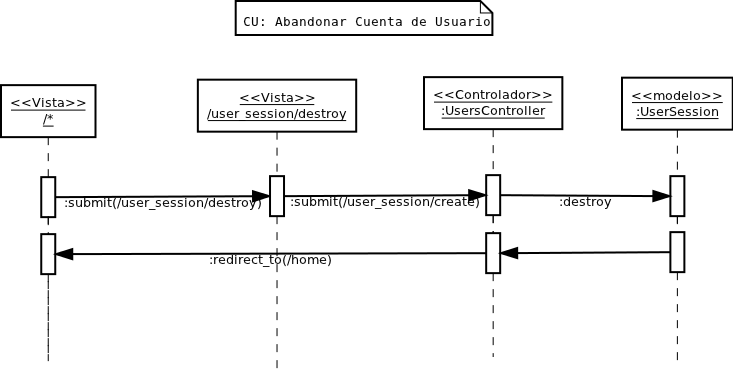 CU: Abandonar Cuenta de Usuario
<<Vista>>
/*
<<Vista>>
/user_session/destroy
<<Controlador>>
:UsersController
<<modelo>>
:UserSession
:submit(/user_session/destroy)
:submit(/user_session/create)
:destroy
:redirect_to(/home)